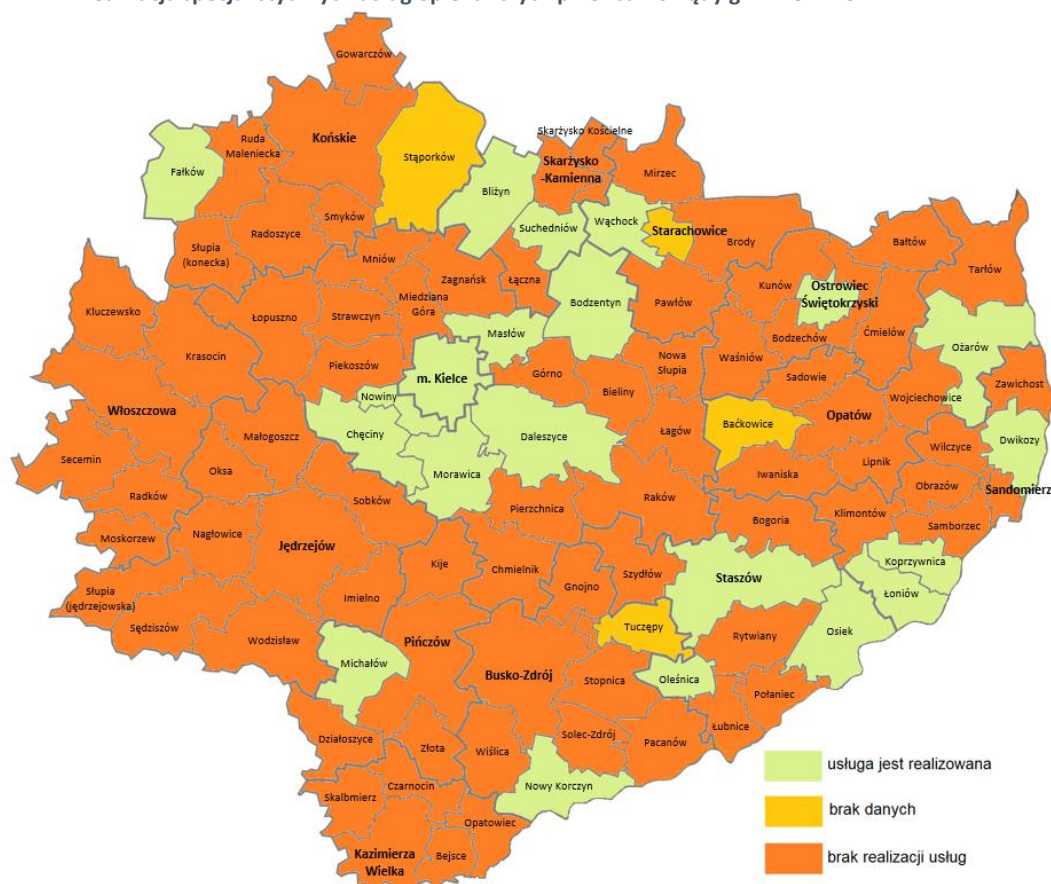 Gowarczów
Końskie
Ruda
Maleniecka
Fałków
Stąporków
Skarżysko Kościelne
Skarżysko
-Kamienna
Mirzec
Bliżyn
Smyków
Radoszyce
Suchedniów
Wąchock
Starachowice
Brody
Bałtów
Słupia
(konecka)
Mniów
Zagnańsk
Łączna
Tarłów
Kunów
Ostrowiec
Świętokrzyski
Kluczewsko
Łopuszno
Strawczyn
Miedziana
Góra
Bodzentyn
Pawłów
Masłów
Bodzechów
Ćmielów
Ożarów
Krasocin
Piekoszów
m. Kielce
Górno
Nowa
Słupia
Waśniów
Sadowie
Bieliny
Wojciechowice
Zawichost
Włoszczowa
Nowiny
Opatów
Małogoszcz
Chęciny
Daleszyce
Łagów
Baćkowice
Dwikozy
Secemin
Oksa
Morawica
Wilczyce
Lipnik
Iwaniska
Radków
Sobków
Raków
Obrazów
Sandomierz
Pierzchnica
Klimontów
Moskorzew
Nagłowice
Bogoria
Samborzec
Jędrzejów
Kije
Chmielnik
Gnojno
Szydłów
Staszów
Koprzywnica
Słupia
(jędrzejowska)
Imielno
Łoniów
Sędziszów
Wodzisław
Pińczów
Tuczępy
Rytwiany
Osiek
Michałów
Busko-Zdrój
Stopnica
Oleśnica
Połaniec
Łubnice
Działoszyce
Złota
Wiślica
Solec-Zdrój
Pacanów
Czarnocin
Nowy Korczyn
Skalbmierz
Opatowiec
Kazimierza
Wielka
Bejsce
usługa jest realizowana
brak danych
brak realizacji usług